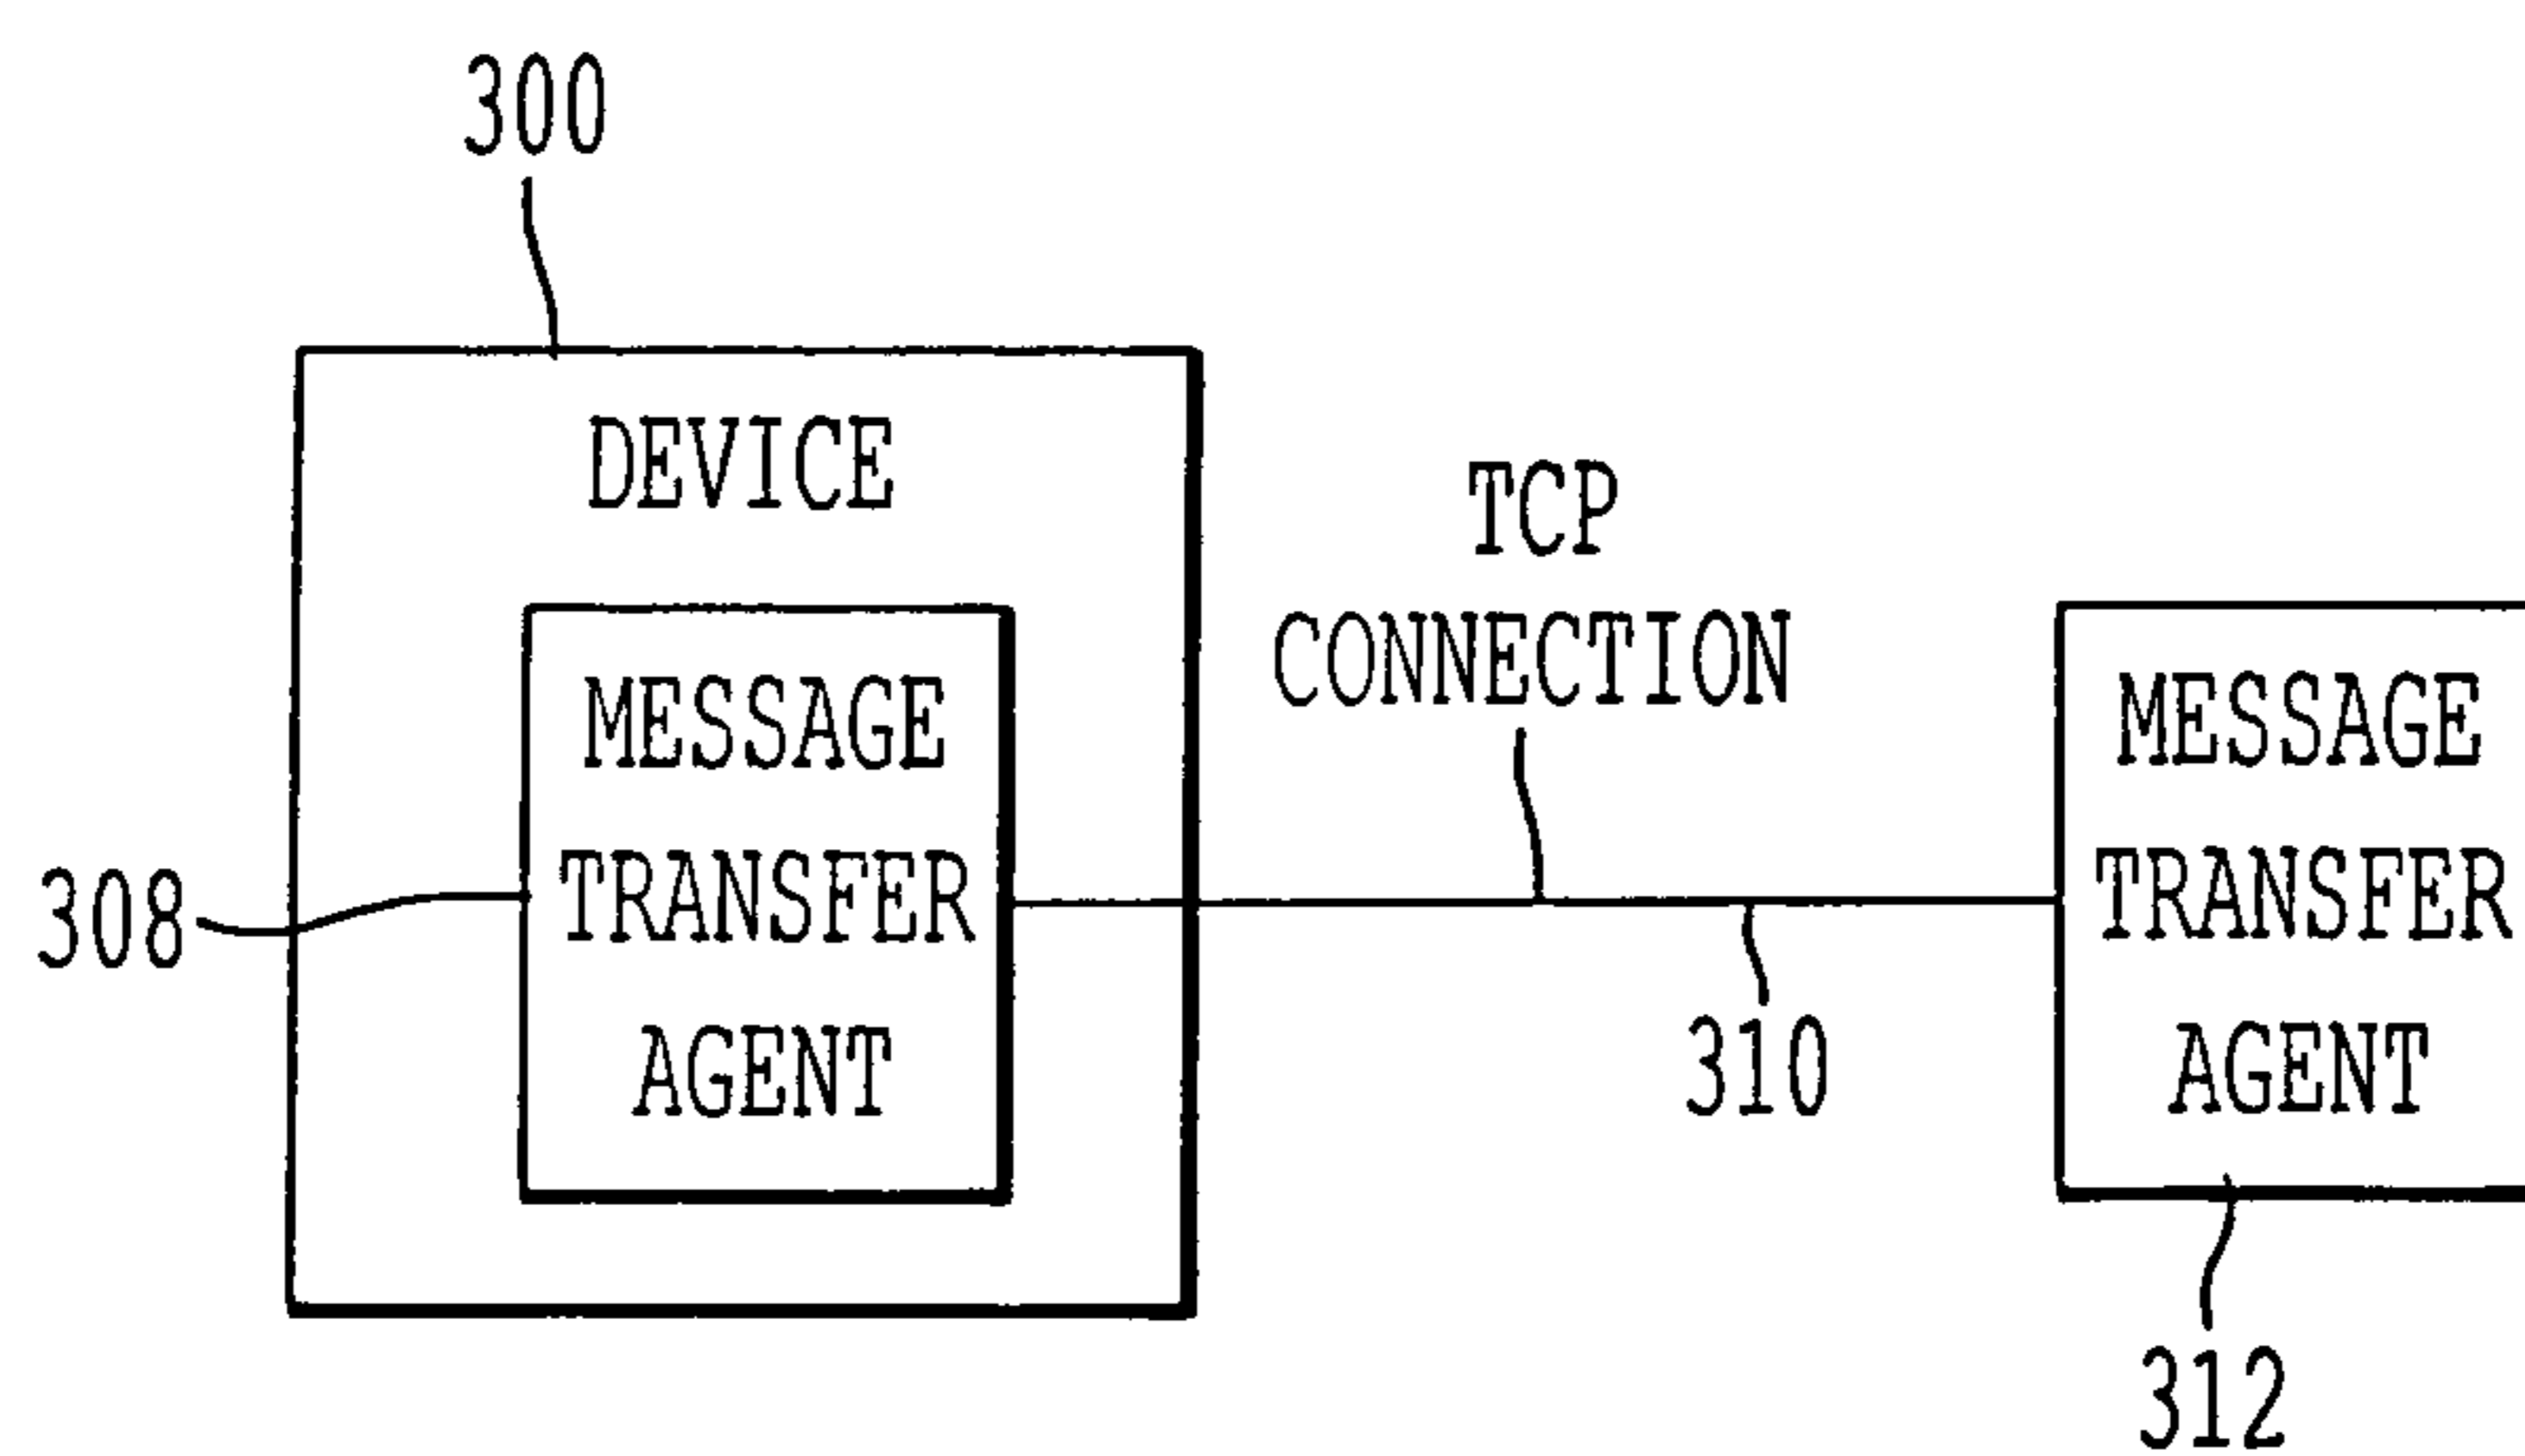 300
DEVICE
MESSAGE
TRANSFER
AGENT
308
TCP
CONNECTION
310
MESSAGE
TRANSFER
AGENT
312